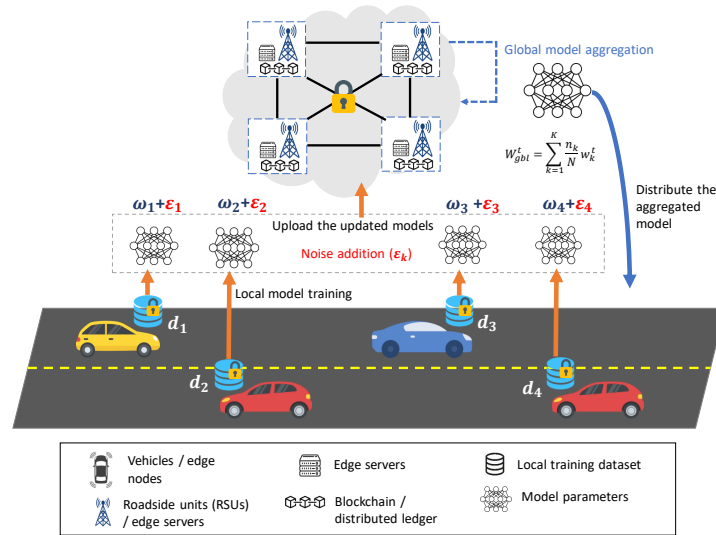 Global model aggregation
W_{gbl}^{t} = \sum_{k=1}^{K} \frac{n_k}{N} w_k^t
Distribute the
aggregated
model
ω₁+ε₁ ω₂+ε₂ ω₃+ε₃ ω₄+ε₄
Upload the updated models
Noise addition (ε_k)
Local model training
d₁
d₃
d₂
d₄
Vehicles / edge
nodes
Edge servers
Local training dataset
Roadside units (RSUs)
/ edge servers
Blockchain /
distributed ledger
Model parameters